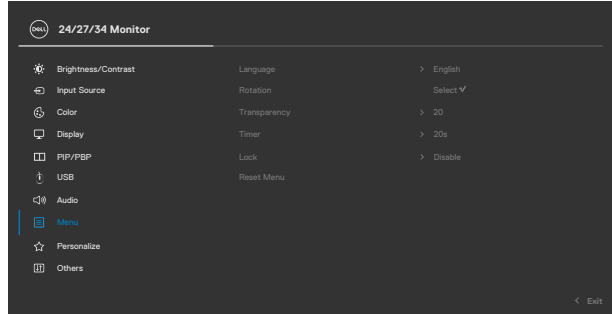 DELL 24/27/34 Monitor
Brightness/Contrast Language > English
Input Source Rotation Select √
Color Transparency > 20
Display Timer > 20s
PIP/PBP Lock > Disable
USB Reset Menu
Audio
Menu
Personalize
Others
< Exit